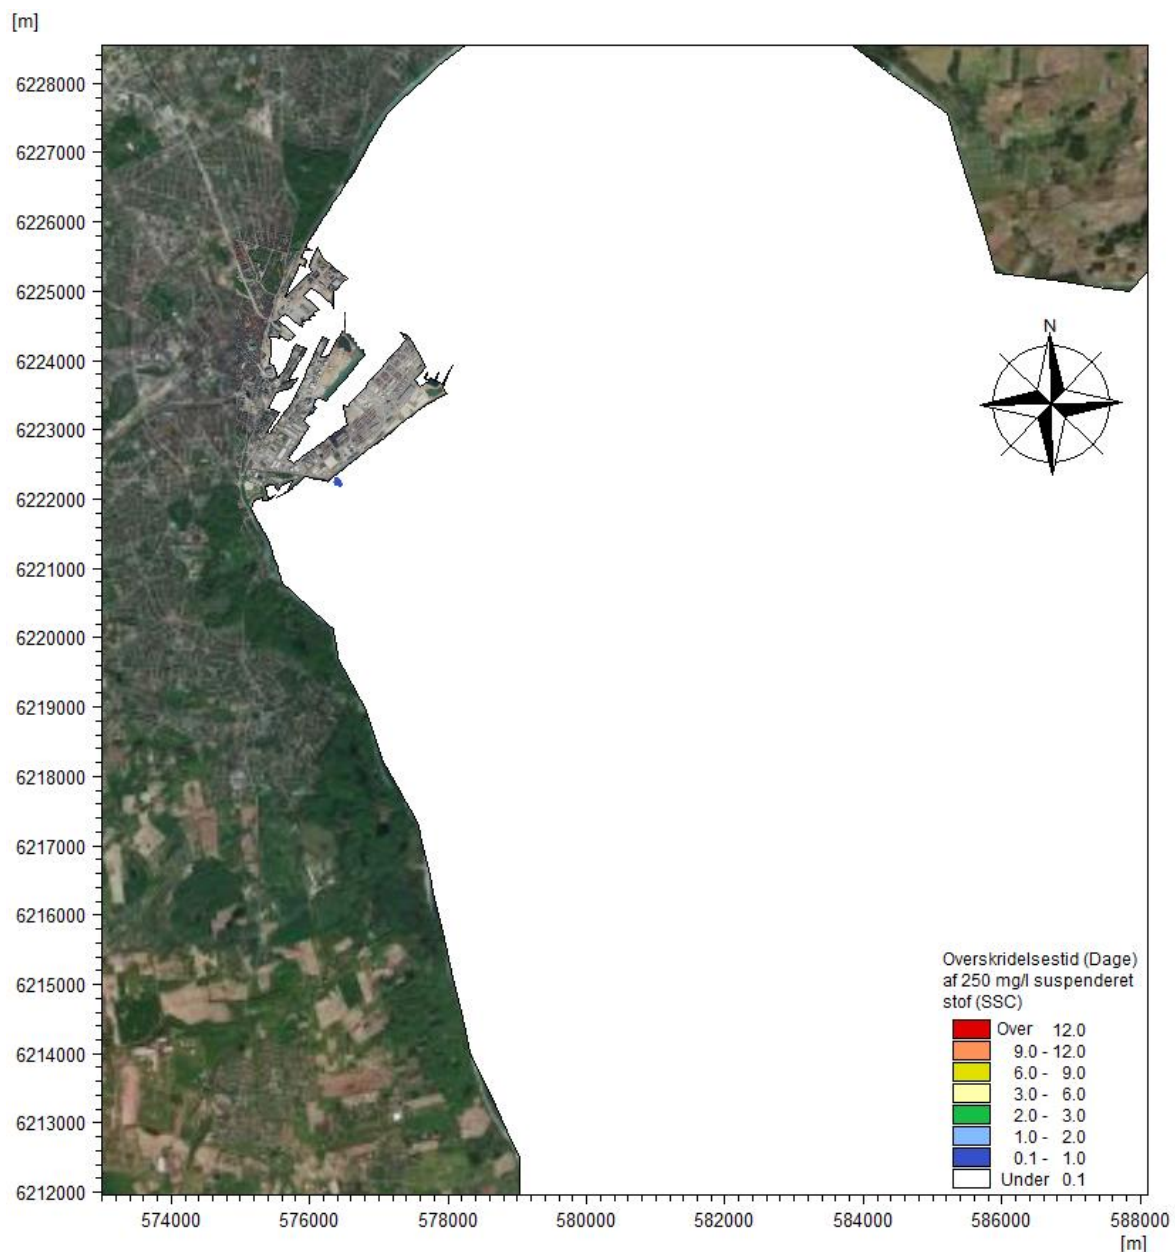 [m]
6228000
6227000
6226000
6225000
6224000
6223000
6222000
6221000
6220000
6219000
6218000
6217000
6216000
6215000
6214000
6213000
6212000
N
Overskridelsestid (Dage)
af 250 mg/l suspenderet
stof (SSC)
Over 12.0
9.0 - 12.0
6.0 - 9.0
3.0 - 6.0
2.0 - 3.0
1.0 - 2.0
0.1 - 1.0
Under 0.1
574000 576000 578000 580000 582000 584000 586000 588000
[m]